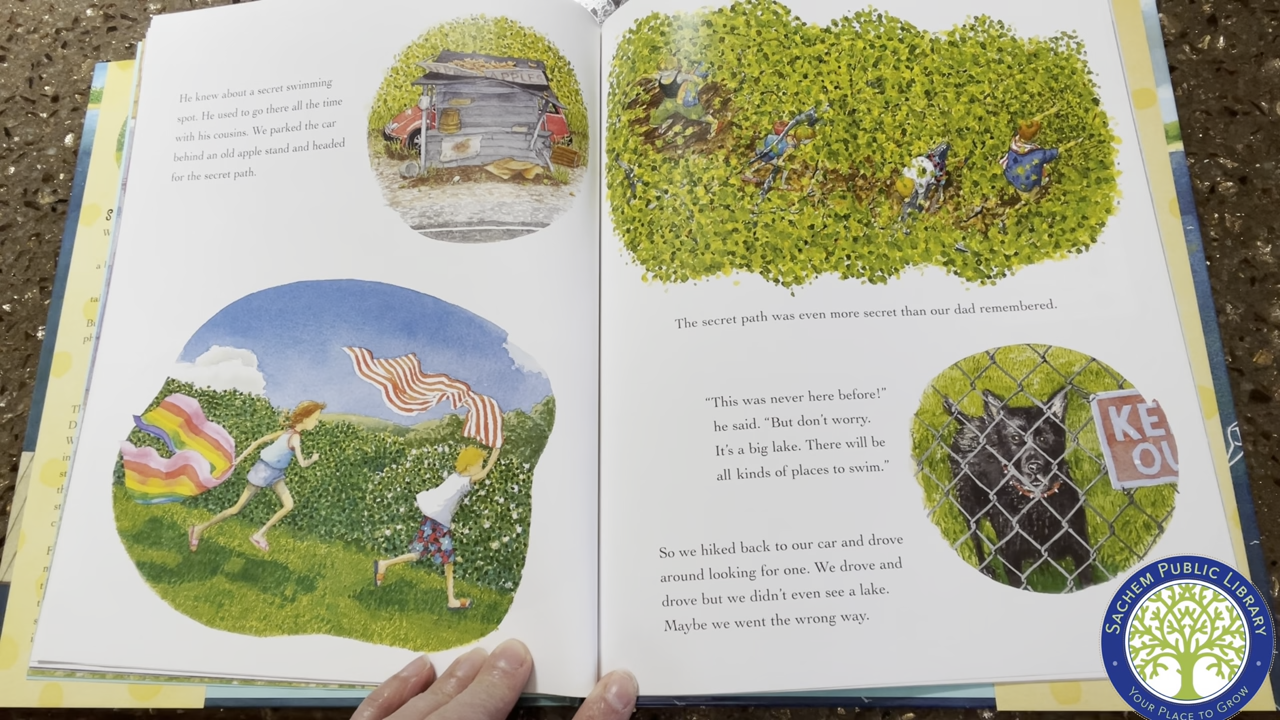 He knew about a secret swimming
spot. He used to go there all the time
with his cousins. We parked the car
behind an old apple stand and headed
for the secret path.
APPLES
The secret path was even more secret than our dad remembered.
“This was never here before!”
he said. “But don’t worry.
It’s a big lake. There will be
all kinds of places to swim.”
KE
OU
So we hiked back to our car and drove
around looking for one. We drove and
drove but we didn’t even see a lake.
Maybe we went the wrong way.
SACHEM PUBLIC LIBRARY
YOUR PLACE TO GROW